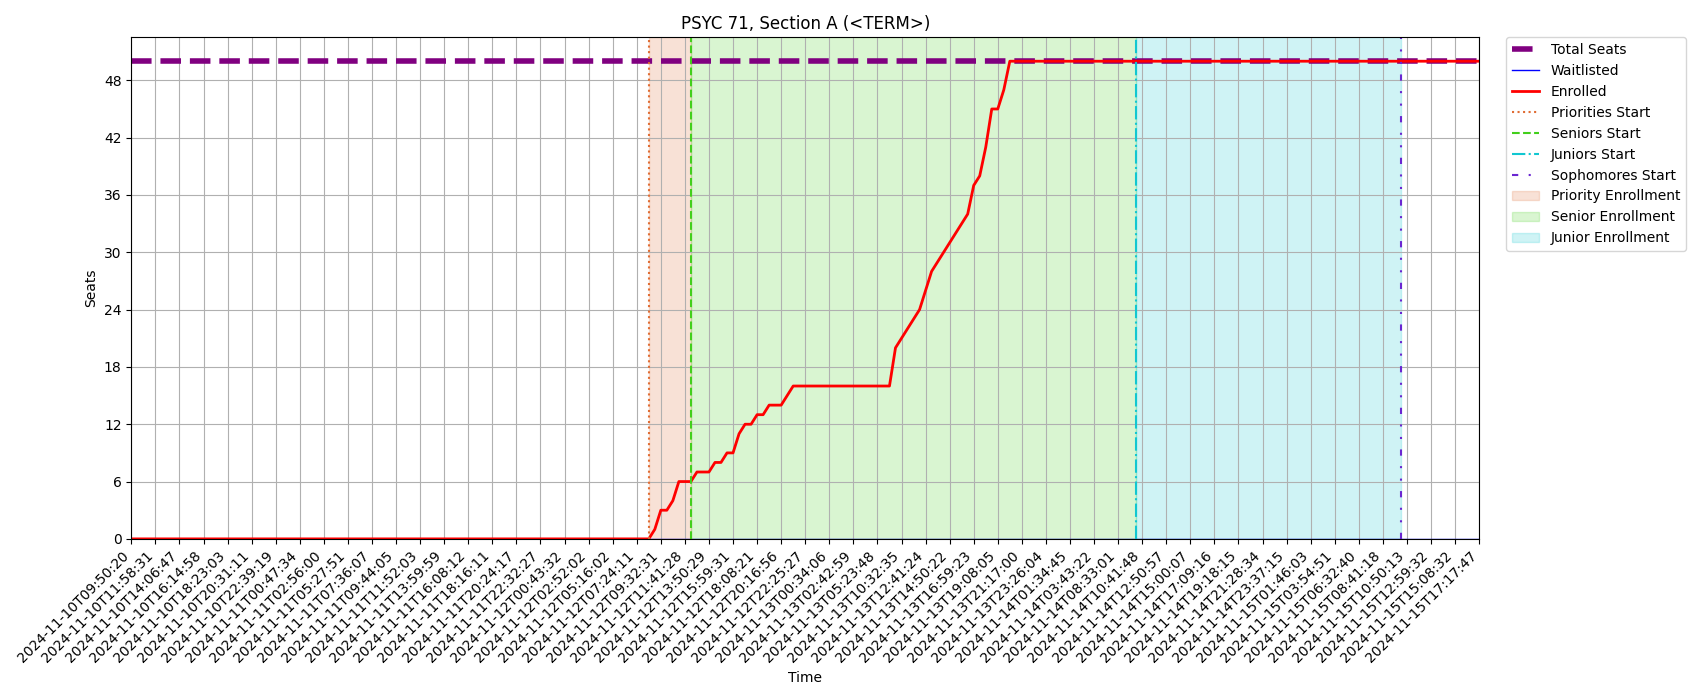 PSYC 71, Section A (<TERM>)
Total Seats
Waitlisted
Enrolled
Priorities Start
Seniors Start
Juniors Start
Sophomores Start
Priority Enrollment
Senior Enrollment
Junior Enrollment
Seats
48
42
36
30
24
18
12
6
0
2024-11-10T09:50:20
2024-11-10T11:58:31
2024-11-10T14:06:47
2024-11-10T16:14:58
2024-11-10T18:23:03
2024-11-10T20:31:11
2024-11-10T22:39:19
2024-11-11T00:47:34
2024-11-11T02:56:00
2024-11-11T05:27:51
2024-11-11T07:36:07
2024-11-11T09:44:05
2024-11-11T11:52:03
2024-11-11T13:59:59
2024-11-11T16:08:12
2024-11-11T18:16:11
2024-11-11T20:24:17
2024-11-11T22:32:27
2024-11-12T00:43:32
2024-11-12T02:52:02
2024-11-12T05:16:02
2024-11-12T07:24:11
2024-11-12T09:32:31
2024-11-12T11:41:28
2024-11-12T13:50:29
2024-11-12T15:59:31
2024-11-12T18:08:21
2024-11-12T20:16:56
2024-11-12T22:25:27
2024-11-13T00:34:06
2024-11-13T02:42:59
2024-11-13T05:23:48
2024-11-13T10:32:35
2024-11-13T12:41:24
2024-11-13T14:50:22
2024-11-13T16:59:23
2024-11-13T19:08:05
2024-11-13T21:17:00
2024-11-13T23:26:04
2024-11-14T01:34:45
2024-11-14T03:43:22
2024-11-14T08:33:01
2024-11-14T10:41:48
2024-11-14T12:50:57
2024-11-14T15:00:07
2024-11-14T17:09:16
2024-11-14T19:18:15
2024-11-14T21:28:34
2024-11-14T23:37:15
2024-11-15T01:46:03
2024-11-15T03:54:51
2024-11-15T06:32:40
2024-11-15T08:41:18
2024-11-15T10:50:13
2024-11-15T12:59:32
2024-11-15T15:08:32
2024-11-15T17:17:47
Time